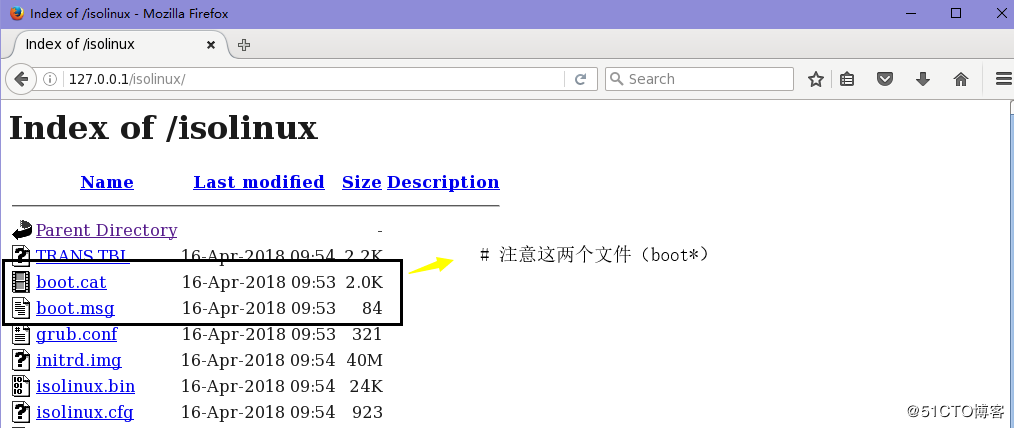 Index of /isolinux - Mozilla Firefox
Index of /isolinux
127.0.0.1/isolinux/
Search
Index of /isolinux
Name Last modified Size Description
Parent Directory -
TRANS.TBL 16-Apr-2018 09:54 2.2K
# 注意这两个文件（boot*）
boot.cat 16-Apr-2018 09:53 2.0K
boot.msg 16-Apr-2018 09:53 84
grub.conf 16-Apr-2018 09:53 321
initrd.img 16-Apr-2018 09:54 40M
isolinux.bin 16-Apr-2018 09:54 24K
isolinux.cfg 16-Apr-2018 09:54 923
@51CTO博客